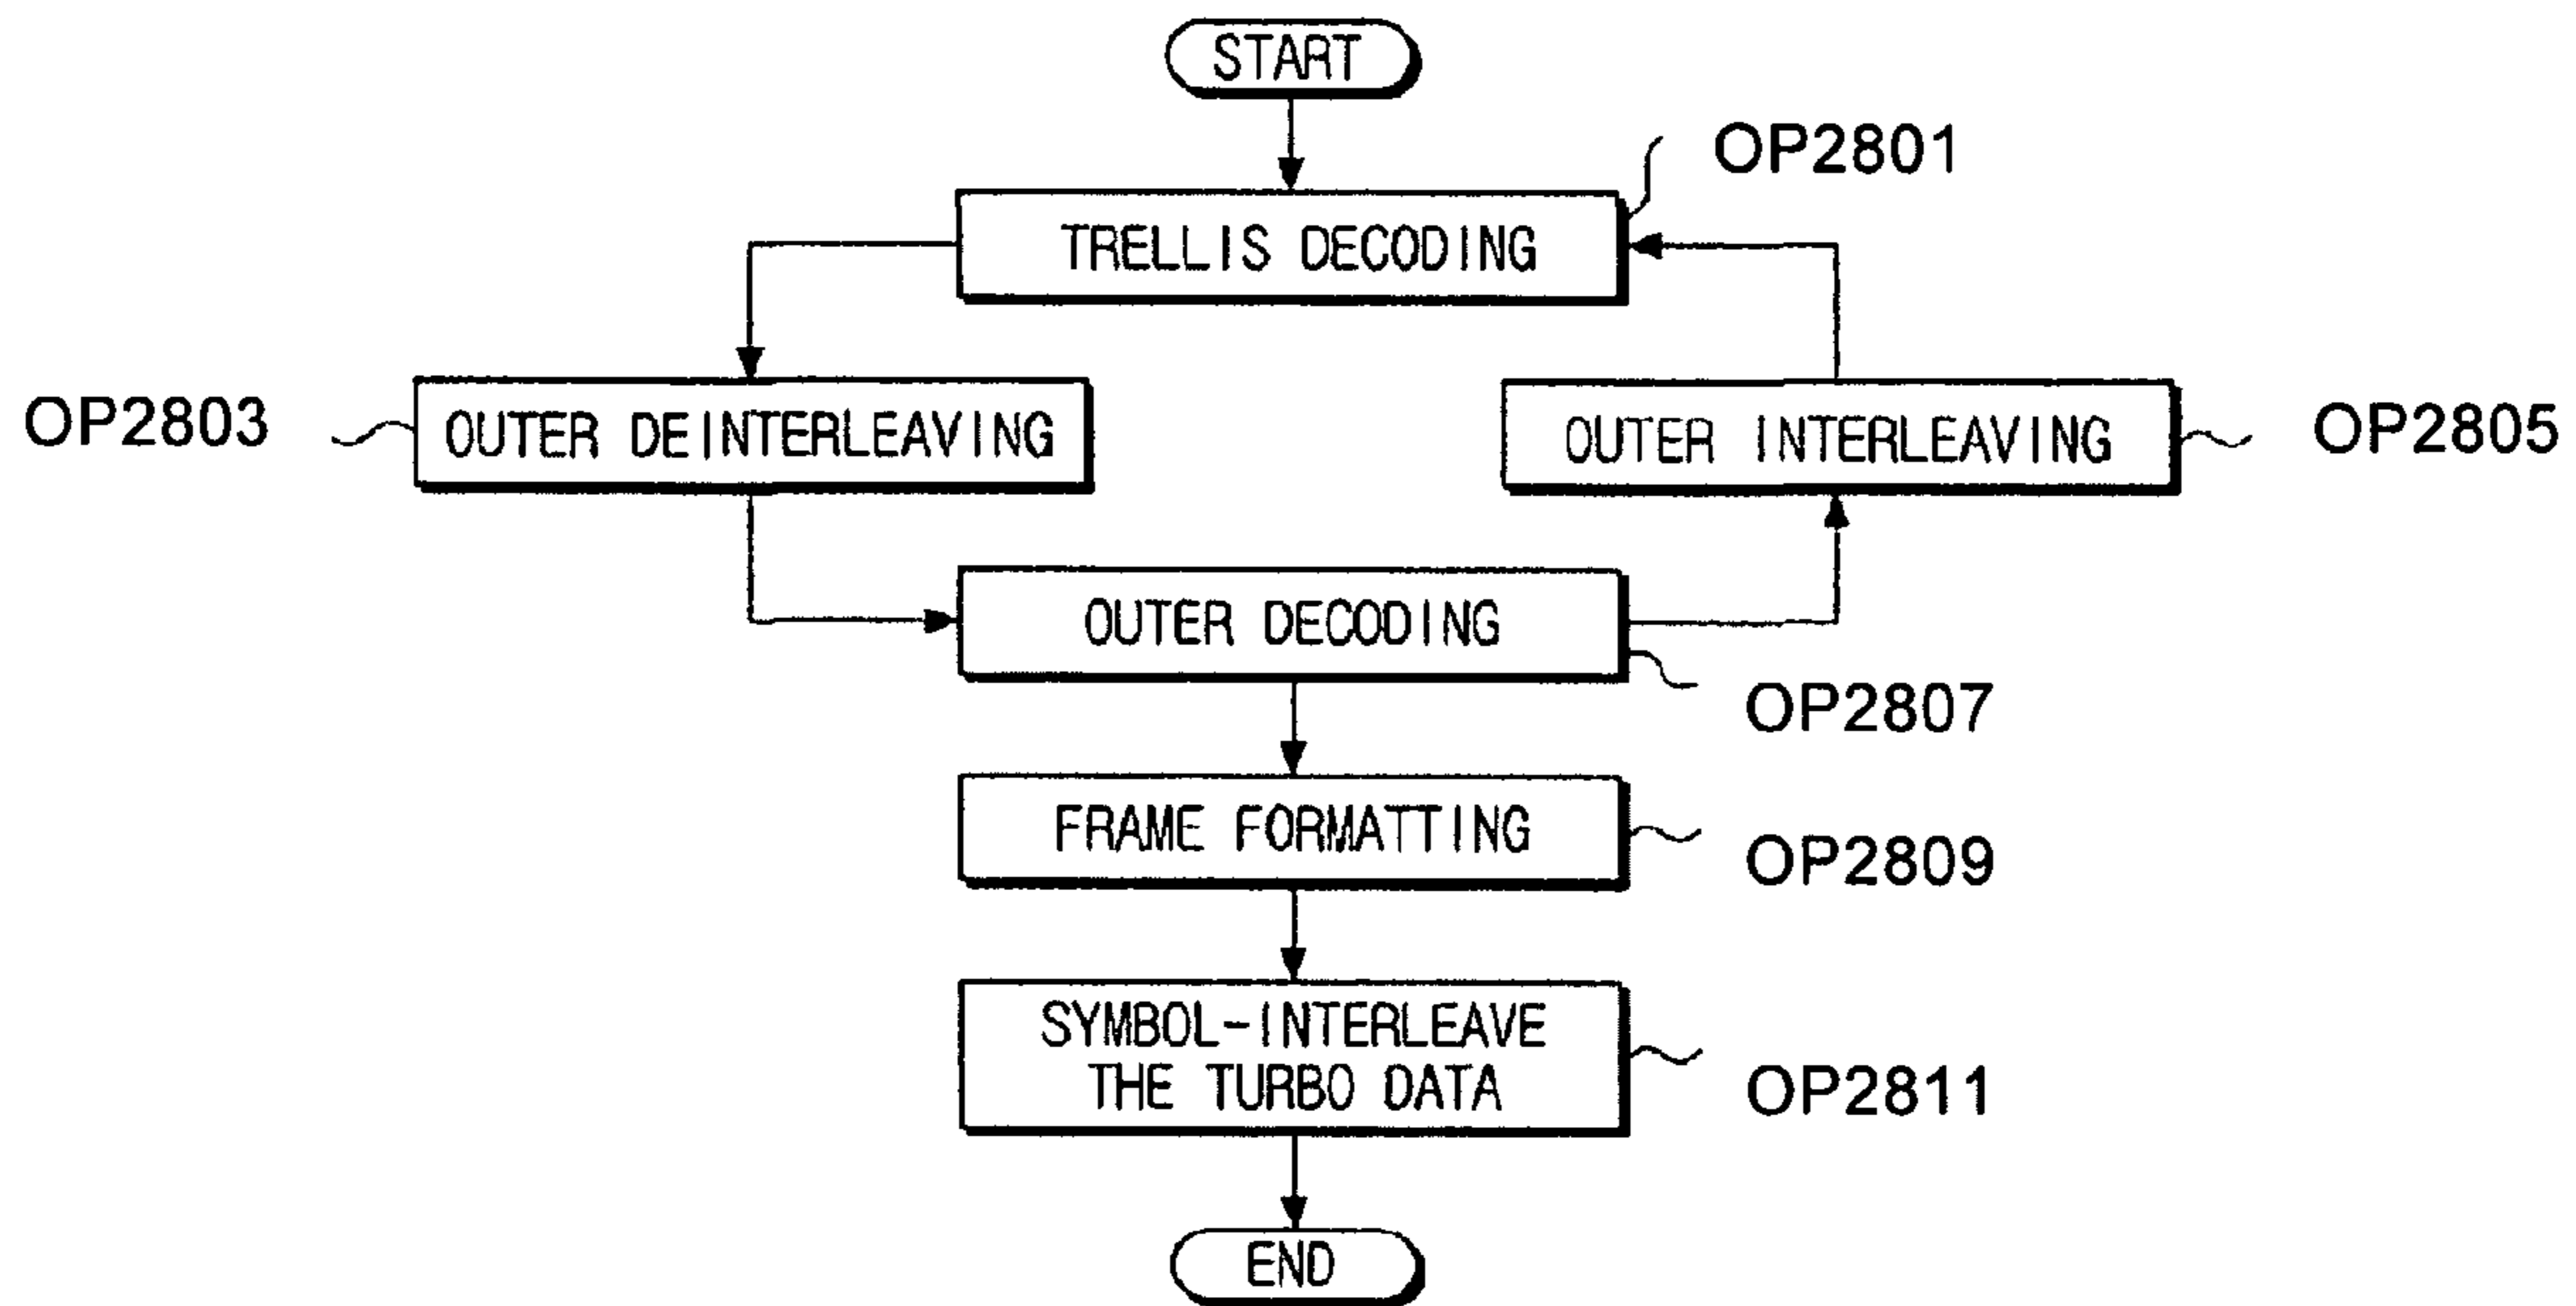 START
OP2801
TRELLIS DECODING
OP2803
OUTER DEINTERLEAVING
OUTER INTERLEAVING
OP2805
OUTER DECODING
OP2807
FRAME FORMATTING
OP2809
SYMBOL-INTERLEAVE
THE TURBO DATA
OP2811
END